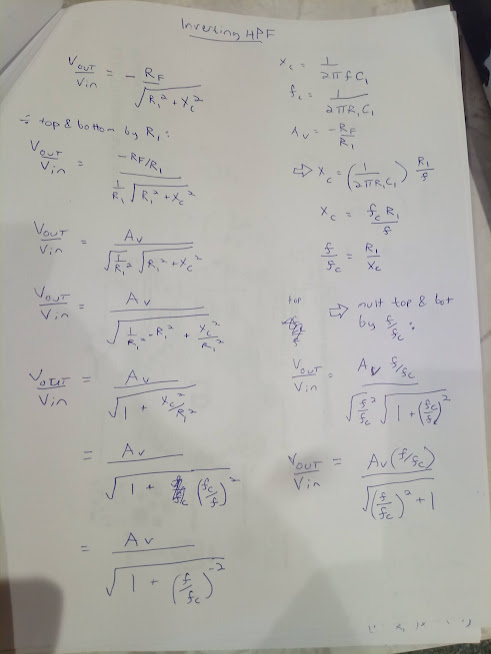 Inverting HPF
Vout/Vin = - RF/√(R1² + Xc²)
÷ top & bottom by R1:
Vout/Vin = (-RF/R1)/((1/R1) √(R1² + Xc²))
Vout/Vin = Av/(√(1/R1²) √(R1² + Xc²))
Vout/Vin = Av/√((1/R1²) · R1² + Xc²/R1²)
Vout/Vin = Av/√(1 + Xc²/R1²)
= Av/√(1 + (fc/f)²)
= Av/√(1 + (f/fc)⁻²)
Xc = 1/(2πfC1)
fc = 1/(2πR1C1)
Av = -RF/R1
⇒ Xc = (1/(2πR1C1)) R1/f
Xc = fc R1/f
f/fc = R1/Xc
top
⇒ mult top & bot
by f/fc :
Vout/Vin = (Av f/fc)/(√(f/fc)² √(1 + (fc/f)²))
Vout/Vin = Av(f/fc)/√((f/fc)² + 1)